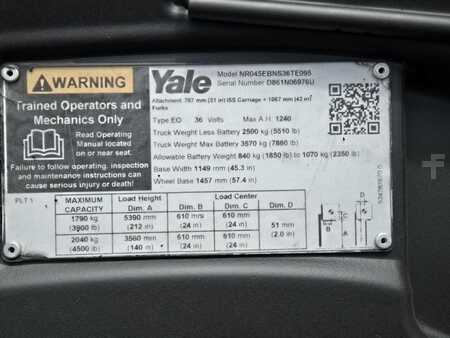 WARNING
Trained Operators and
Mechanics Only
Read Operating
Manual located
on or near
Backrest.
Failure to follow operating, inspection
and maintenance instructions can
cause serious injury or death!
Yale
Model NR045EBNS36TE095
Serial D861N06976U
Attachment 787 mm (31 in) ISS Carriage + 1067 mm (42 in)
Forks
Type EO 36 Volts Max A H 1240
Truck Weight Less Battery 2500 kg (5510 lb)
Truck Weight Max Battery 3570 kg (7860 lb)
Allowable Battery Weight 840 kg (1850 lb) to 1070 kg (2350 lb)
Base Width 1149 mm (45.3 in)
Wheel Base 1457 mm (57.4 in)
PLT 1
MAXIMUM CAPACITY
Height Dim. A
Load Center
Dim. B Dim. C Dim. D
1790 kg 5390 mm 610 mm 610 mm
(3900 lb) (212 in) (24 in) (24 in)
2040 kg 3560 mm 610 mm 610 mm
(4500 lb) (140 in) (24 in) (24 in)
51 mm
(2.0 in)
D
C
B
A